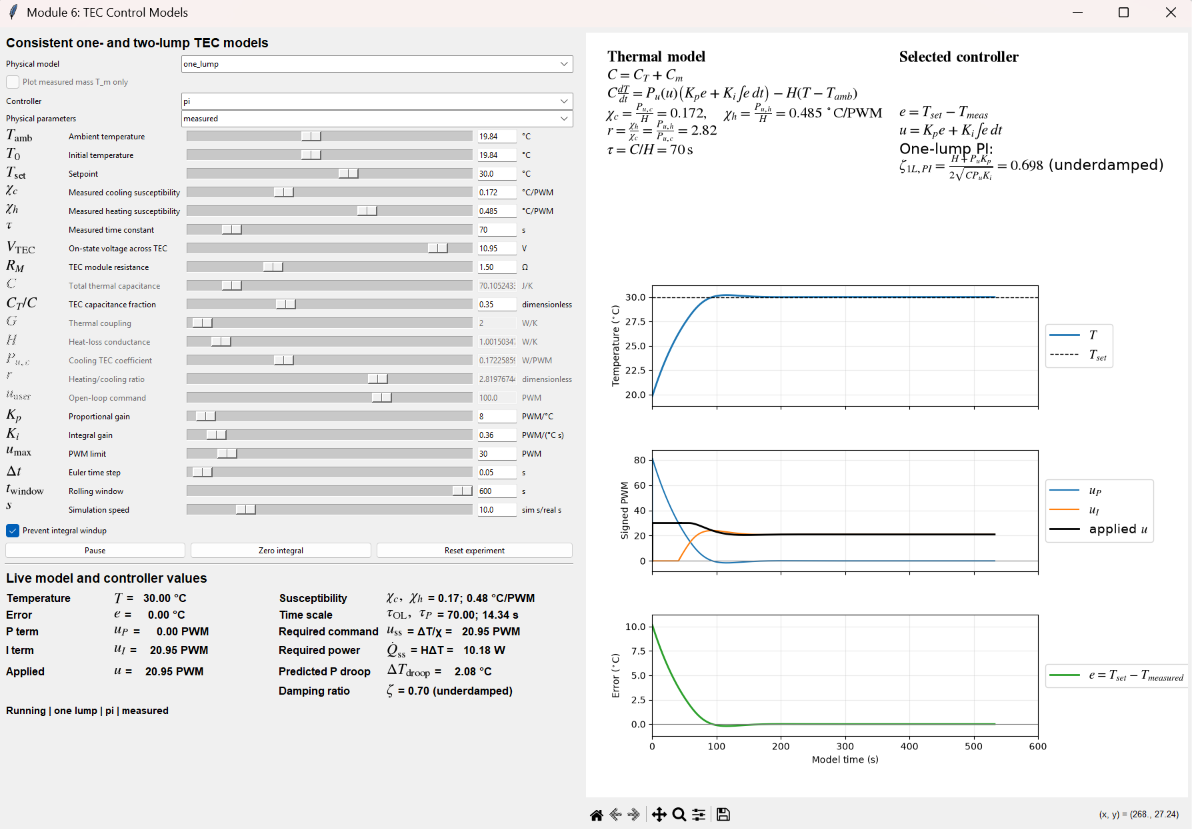 Module 6: TEC Control Models
Consistent one- and two-lump TEC models
Physical model one_lump
Plot measured mass T_m only
Controller pi
Physical parameters measured
T_amb Ambient temperature 19.84 °C
T_0 Initial temperature 19.84 °C
T_set Setpoint 30.0 °C
χ_c Measured cooling susceptibility 0.172 °C/PWM
χ_h Measured heating susceptibility 0.485 °C/PWM
τ Measured time constant 70 s
V_TEC On-state voltage across TEC 10.95 V
R_M TEC module resistance 1.50 Ω
C Total thermal capacitance 70.1052433 J/K
C_T/C TEC capacitance fraction 0.35 dimensionless
G Thermal coupling 2 W/K
H Heat-loss conductance 1.00150347 W/K
P_u,c Cooling TEC coefficient 0.1722585 W/PWM
r Heating/cooling ratio 2.8197674 dimensionless
u_user Open-loop command 100.0 PWM
K_p Proportional gain 8 PWM/°C
K_i Integral gain 0.36 PWM/(°C s)
u_max PWM limit 30 PWM
Δt Euler time step 0.05 s
t_window Rolling window 600 s
s Simulation speed 10.0 sim s/real s
Prevent integral windup
Pause Zero integral Reset experiment
Live model and controller values
Temperature T = 30.00 °C Susceptibility χ_c, χ_h = 0.17; 0.48 °C/PWM
Error e = 0.00 °C Time scale τ_OL, τ_P = 70.00; 14.34 s
P term u_P = 0.00 PWM Required command u_ss = ΔT/χ = 20.95 PWM
I term u_I = 20.95 PWM Required power Q̇_ss = HΔT = 10.18 W
Applied u = 20.95 PWM Predicted P droop ΔT_droop = 2.08 °C
Damping ratio ζ = 0.70 (underdamped)
Running | one lump | pi | measured
Thermal model
C = C_T + C_m
C dT/dt = P_u(u)(K_p e + K_i ∫e dt) − H(T − T_amb)
χ_c = P_u,c/H = 0.172, χ_h = P_u,h/H = 0.485 °C/PWM
r = χ_h/χ_c = P_u,h/P_u,c = 2.82
τ = C/H = 70 s
Selected controller
e = T_set − T_meas
u = K_p e + K_i ∫e dt
One-lump PI:
ζ_1L,PI = (H + P_u K_p)/(2√(C P_u K_i)) = 0.698 (underdamped)
Temperature (°C)
30.0
27.5
25.0
22.5
20.0
T
T_set
Signed PWM
80
60
40
20
0
u_P
u_I
applied u
Error (°C)
10.0
7.5
5.0
2.5
0.0
e = T_set − T_measured
0 100 200 300 400 500 600
Model time (s)
(x, y) = (268., 27.24)